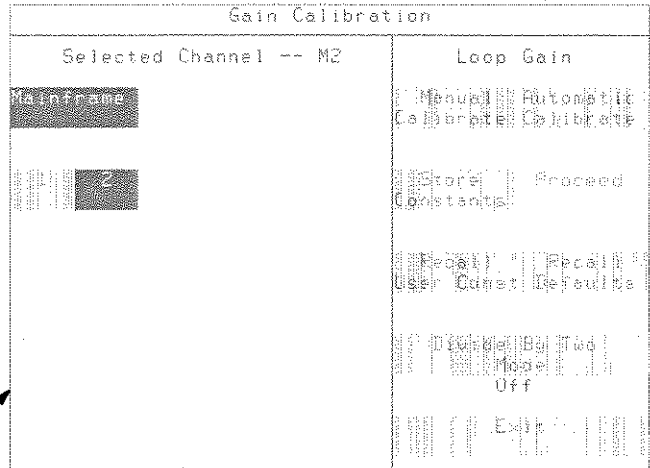 Gain Calibration
Selected Channel -- M2
Mainframe
1 2
Loop Gain
Manual Automatic
Calibrate Calibrate
Store Proceed
Constants
Recall Recall
User Const Defaults
Divide By Two
Mode
Off
Exit